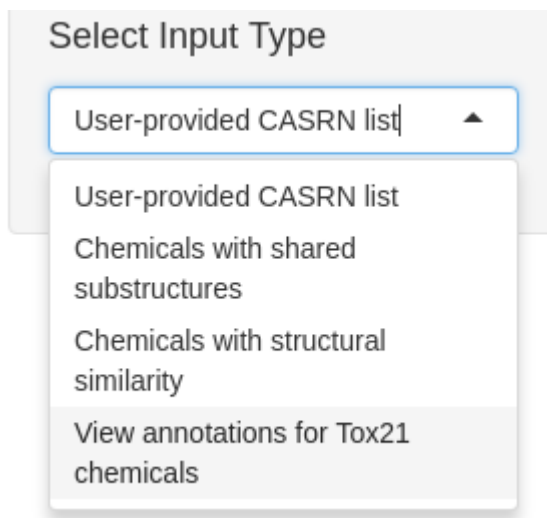 Select Input Type
User-provided CASRN list
User-provided CASRN list
Chemicals with shared
substructures
Chemicals with structural
similarity
View annotations for Tox21
chemicals